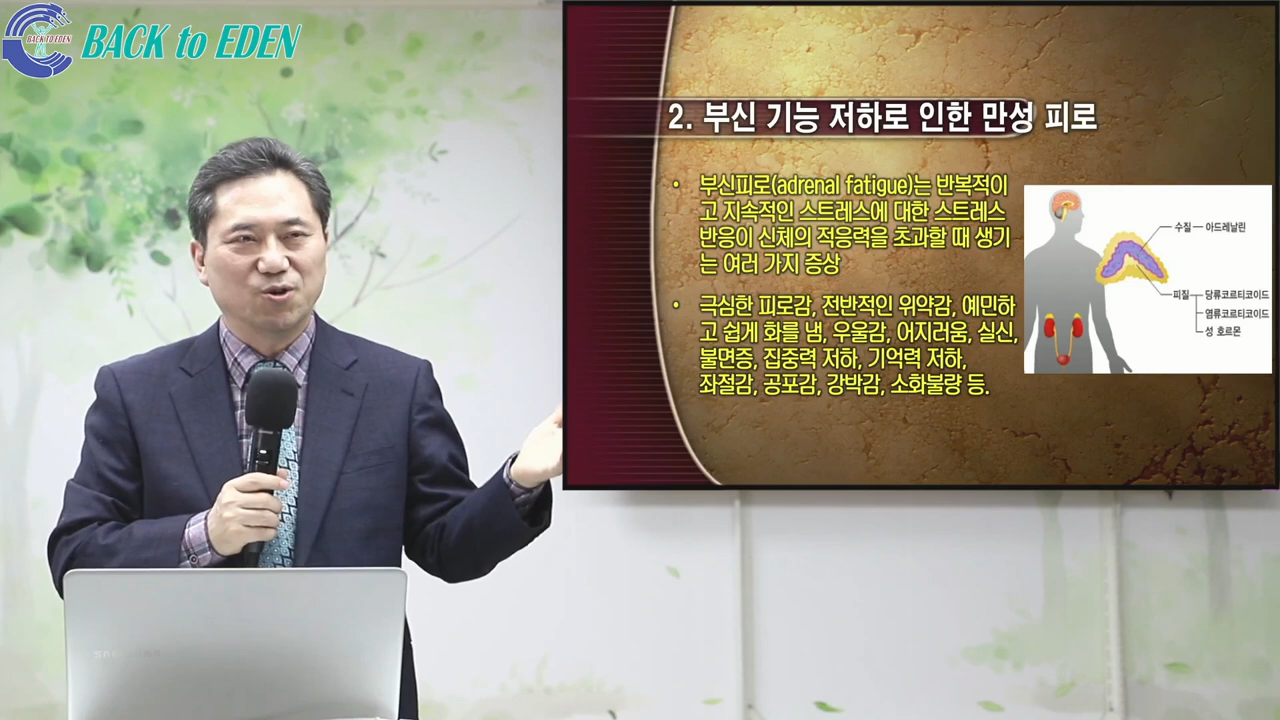 BACK TO EDEN
BACK to EDEN
2. 부신 기능 저하로 인한 만성 피로
• 부신피로(adrenal fatigue)는 반복적이
고 지속적인 스트레스에 대한 스트레스
반응이 신체의 적응력을 초과할 때 생기
는 여러 가지 증상
• 극심한 피로감, 전반적인 위약감, 예민하
고 쉽게 화를 냄, 우울감, 어지러움, 실신,
불면증, 집중력 저하, 기억력 저하,
좌절감, 공포감, 강박감, 소화불량 등.
수질 아드레날린
피질 당류코르티코이드
염류코르티코이드
성 호르몬